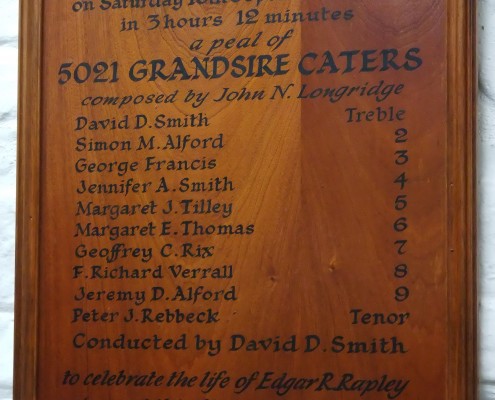 on Saturday
in 3 hours 12 minutes
a peal of
5021 GRANDSIRE CATERS
composed by John N. Longridge
David D. Smith Treble
Simon M. Alford 2
George Francis 3
Jennifer A. Smith 4
Margaret J. Tilley 5
Margaret E. Thomas 6
Geoffrey C. Rix 7
F. Richard Verrall 8
Jeremy D. Alford 9
Peter J. Rebbeck Tenor
Conducted by David D. Smith
to celebrate the life of Edgar R. Rapley